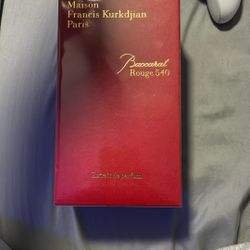 Maison
Francis Kurkdjian
Paris
Baccarat
Rouge 540
Extrait de parfum